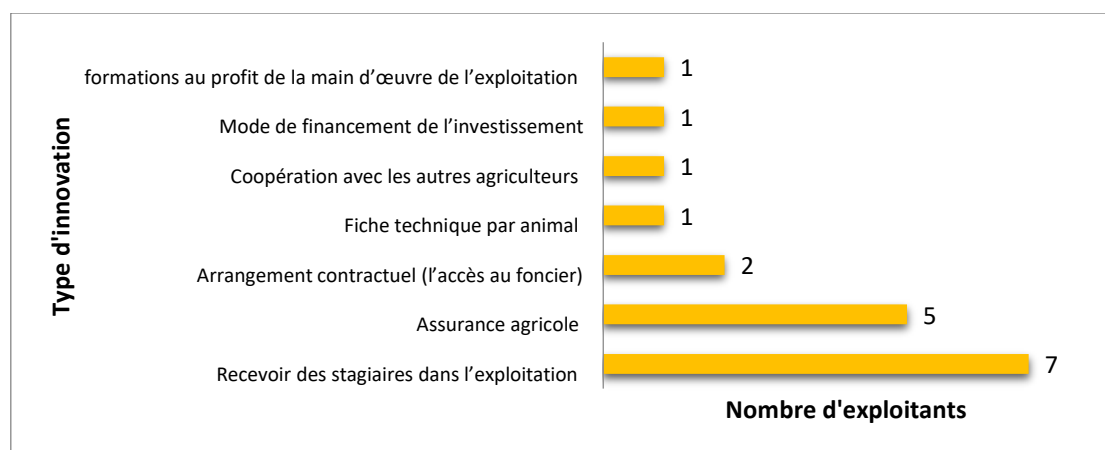 formations au profit de la main d’œuvre de l’exploitation 1
Mode de financement de l’investissement 1
Coopération avec les autres agriculteurs 1
Fiche technique par animal 1
Arrangement contractuel (l’accès au foncier) 2
Assurance agricole 5
Recevoir des stagiaires dans l’exploitation 7
Type d'innovation
Nombre d'exploitants